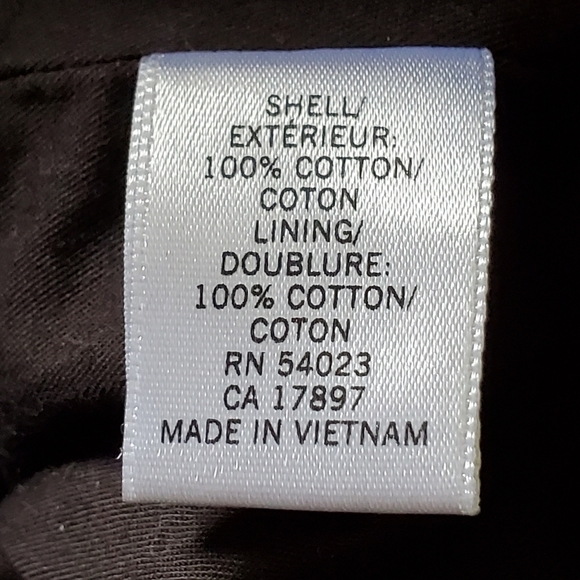 SHELL/
EXTÉRIEUR:
100% COTTON/
COTON
LINING/
DOUBLURE:
100% COTTON/
COTON
RN 54023
CA 17897
MADE IN VIETNAM